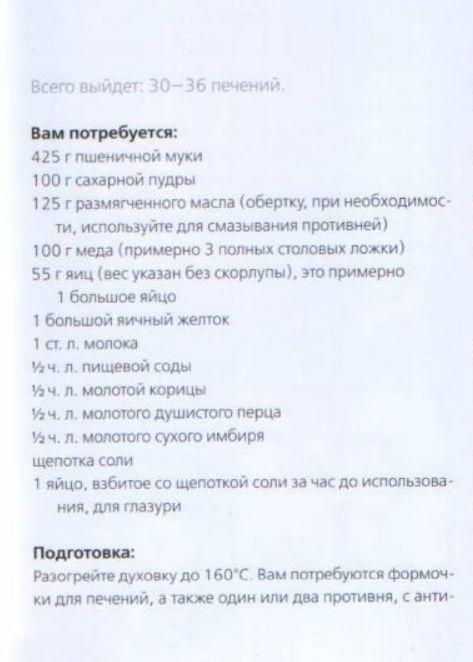 Всего выйдет: 30–36 печений.
Вам потребуется:
425 г пшеничной муки
100 г сахарной пудры
125 г размягченного масла (обертку, при необходимос-
ти, используйте для смазывания противней)
100 г меда (примерно 3 полных столовых ложки)
55 г яиц (вес указан без скорлупы), это примерно
1 большое яйцо
1 большой яичный желток
1 ст. л. молока
½ ч. л. пищевой соды
½ ч. л. молотой корицы
½ ч. л. молотого душистого перца
½ ч. л. молотого сухого имбиря
щепотка соли
1 яйцо, взбитое со щепоткой соли за час до использова-
ния, для глазури
Подготовка:
Разогрейте духовку до 160°C. Вам потребуются формоч-
ки для печений, а также один или два противня, с анти-